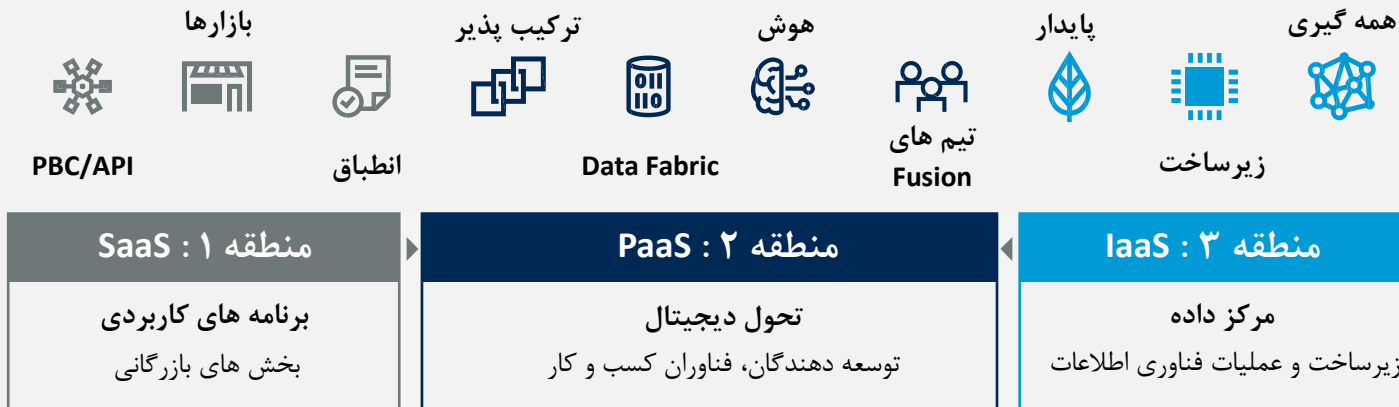 همه گیری
پایدار
هوش
ترکیب پذیر
بازارها
زیرساخت
تیم های
Fusion
Data Fabric
انطباق
PBC/API
منطقه ۳ : IaaS
منطقه ۲ : PaaS
منطقه ۱ : SaaS
مرکز داده
زیرساخت و عملیات فناوری اطلاعات
تحول دیجیتال
توسعه دهندگان، فناوران کسب و کار
برنامه های کاربردی
بخش های بازرگانی
011
110